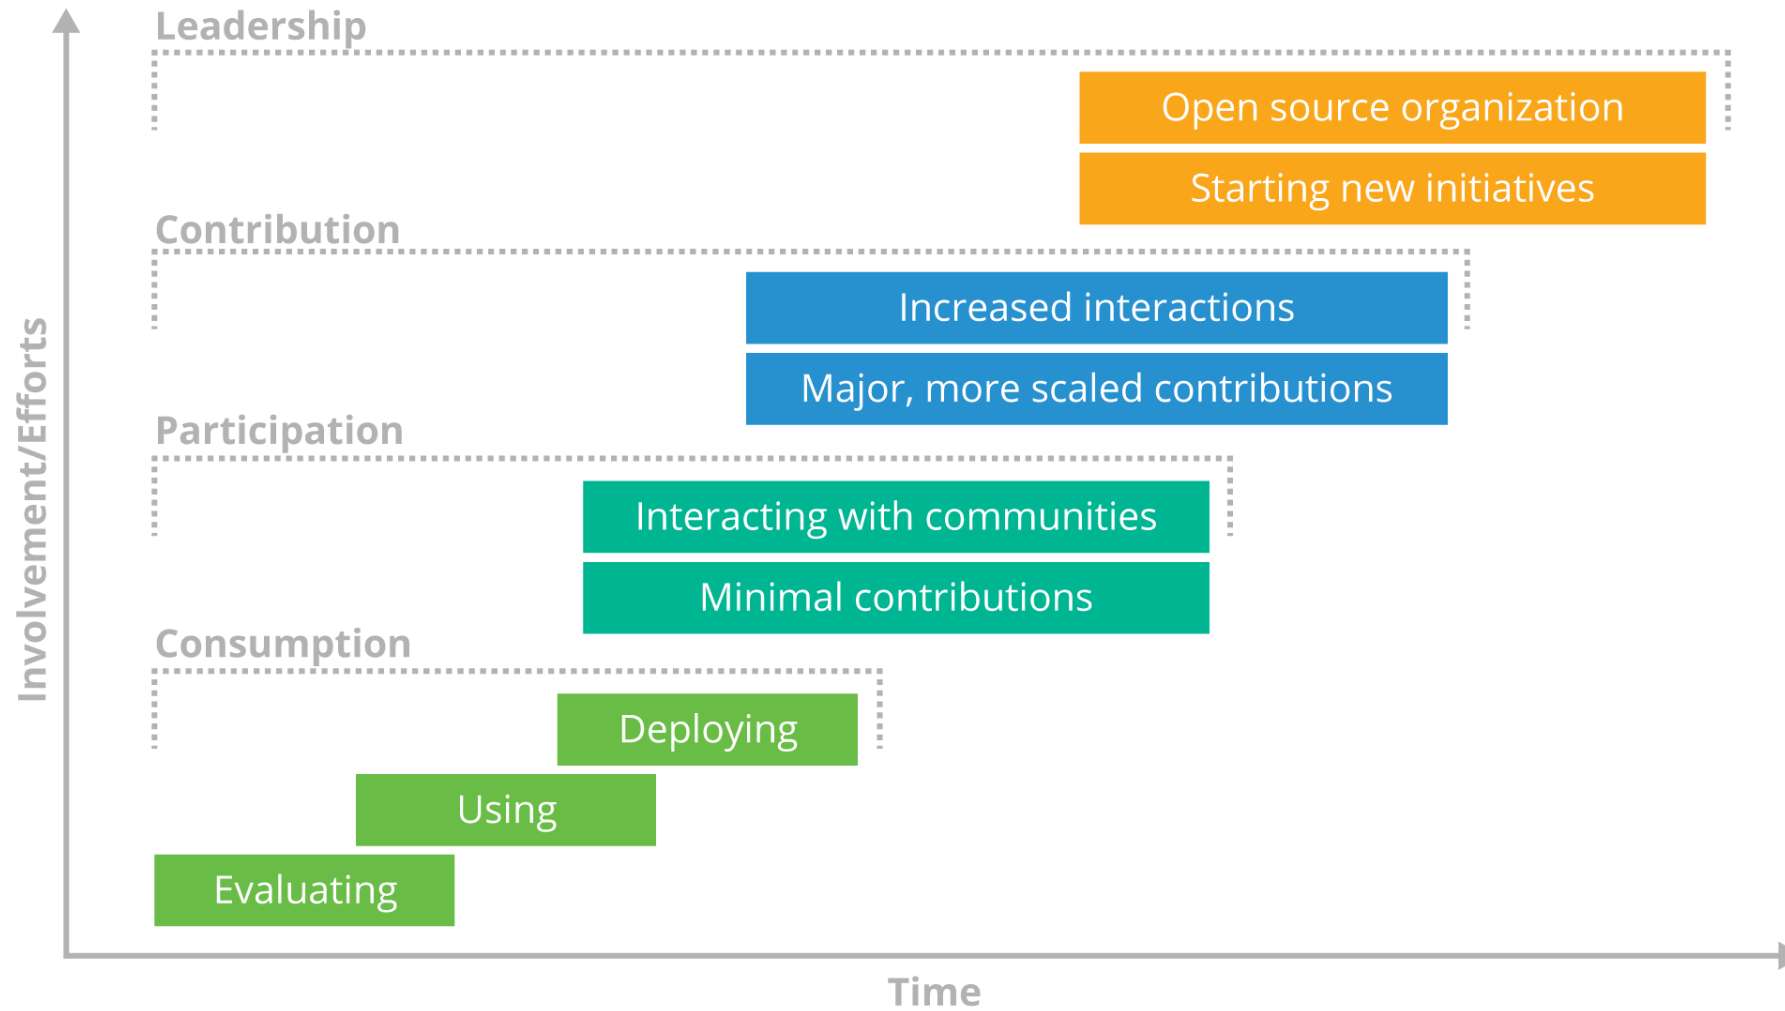 Leadership
Open source organization
Starting new initiatives
Contribution
Increased interactions
Major, more scaled contributions
Participation
Interacting with communities
Minimal contributions
Consumption
Deploying
Using
Evaluating
Involvement/Efforts
Time